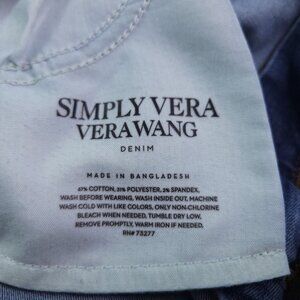 SIMPLY VERA
VERA WANG
DENIM
MADE IN BANGLADESH
67% COTTON, 31% POLYESTER, 2% SPANDEX,
WASH BEFORE WEARING, WASH INSIDE OUT. MACHINE
WASH COLD WITH LIKE COLORS, ONLY NON-CHLORINE
BLEACH WHEN NEEDED, TUMBLE DRY LOW.
REMOVE PROMPTLY, WARM IRON IF NEEDED.
RN# 73277